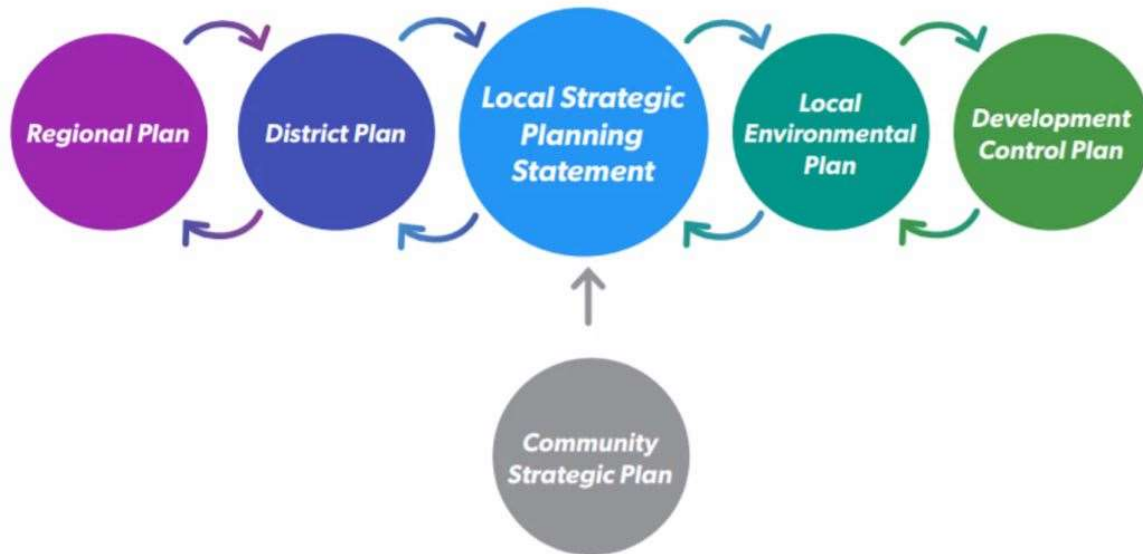 Regional Plan
District Plan
Local Strategic
Planning
Statement
Local
Environmental
Plan
Development
Control Plan
Community
Strategic Plan